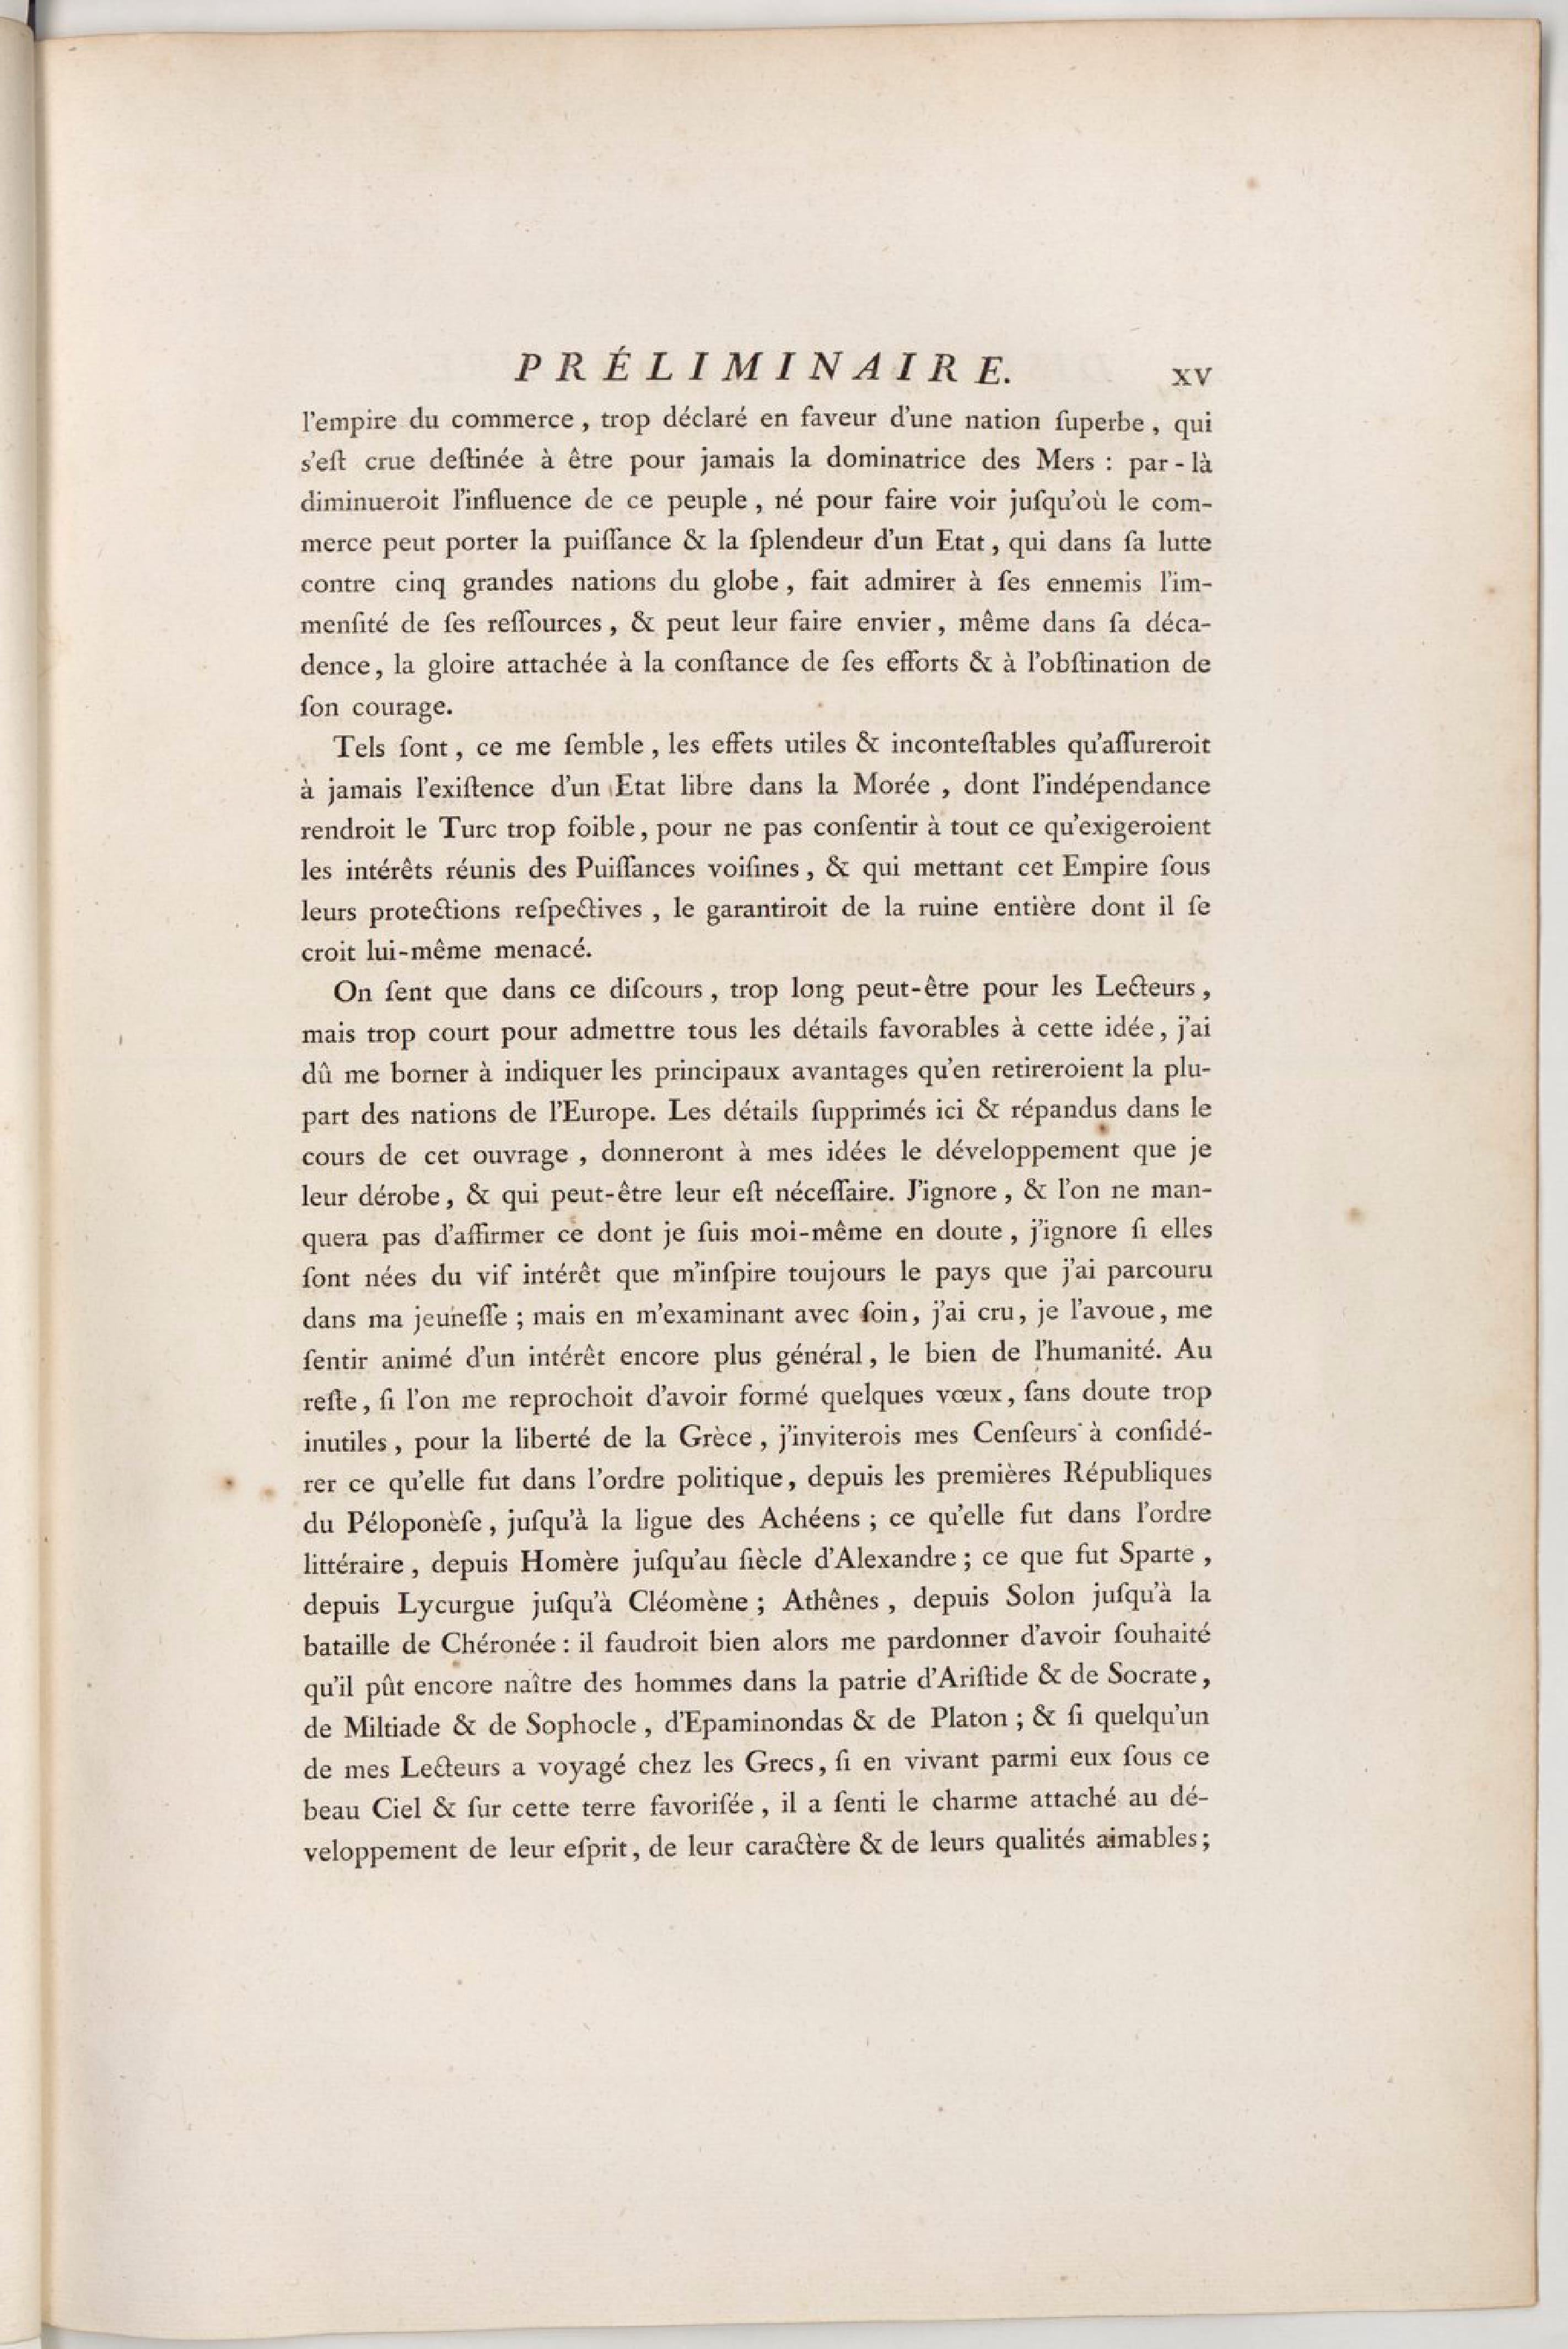 PRÉLIMINAIRE. xv
l'empire du commerce, trop déclaré en faveur d'une nation ſuperbe, qui
s'eſt crue deſtinée à être pour jamais la dominatrice des Mers : par-là
diminueroit l'influence de ce peuple, né pour faire voir juſqu'où le com-
merce peut porter la puiſſance & la ſplendeur d'un Etat, qui dans ſa lutte
contre cinq grandes nations du globe, fait admirer à ſes ennemis l'im-
menſité de ſes reſſources, & peut leur faire envier, même dans ſa déca-
dence, la gloire attachée à la conſtance de ſes efforts & à l'obſtination de
ſon courage.
Tels ſont, ce me ſemble, les effets utiles & inconteſtables qu'aſſureroit
à jamais l'exiſtence d'un Etat libre dans la Morée, dont l'indépendance
rendroit le Turc trop foible, pour ne pas conſentir à tout ce qu'exigeroient
les intérêts réunis des Puiſſances voiſines, & qui mettant cet Empire ſous
leurs protections reſpectives, le garantiroit de la ruine entière dont il ſe
croit lui-même menacé.
On ſent que dans ce diſcours, trop long peut-être pour les Lecteurs,
mais trop court pour admettre tous les détails favorables à cette idée, j'ai
dû me borner à indiquer les principaux avantages qu'en retireroient la plu-
part des nations de l'Europe. Les détails ſupprimés ici & répandus dans le
cours de cet ouvrage, donneront à mes idées le développement que je
leur dérobe, & qui peut-être leur eſt néceſſaire. J'ignore, & l'on ne man-
quera pas d'affirmer ce dont je ſuis moi-même en doute, j'ignore ſi elles
ſont nées du vif intérêt que m'inſpire toujours le pays que j'ai parcouru
dans ma jeuneſſe ; mais en m'examinant avec ſoin, j'ai cru, je l'avoue, me
ſentir animé d'un intérêt encore plus général, le bien de l'humanité. Au
reſte, ſi l'on me reprochoit d'avoir formé quelques vœux, ſans doute trop
inutiles, pour la liberté de la Grèce, j'inviterois mes Cenſeurs à conſidé-
rer ce qu'elle fut dans l'ordre politique, depuis les premières Républiques
du Péloponèſe, juſqu'à la ligue des Achéens ; ce qu'elle fut dans l'ordre
littéraire, depuis Homère juſqu'au ſiècle d'Alexandre ; ce que fut Sparte,
depuis Lycurgue juſqu'à Cléomène ; Athênes, depuis Solon juſqu'à la
bataille de Chéronée : il faudroit bien alors me pardonner d'avoir ſouhaité
qu'il pût encore naître des hommes dans la patrie d'Ariſtide & de Socrate,
de Miltiade & de Sophocle, d'Epaminondas & de Platon ; & ſi quelqu'un
de mes Lecteurs a voyagé chez les Grecs, ſi en vivant parmi eux ſous ce
beau Ciel & ſur cette terre favoriſée, il a ſenti le charme attaché au dé-
veloppement de leur eſprit, de leur caractère & de leurs qualités aimables ;